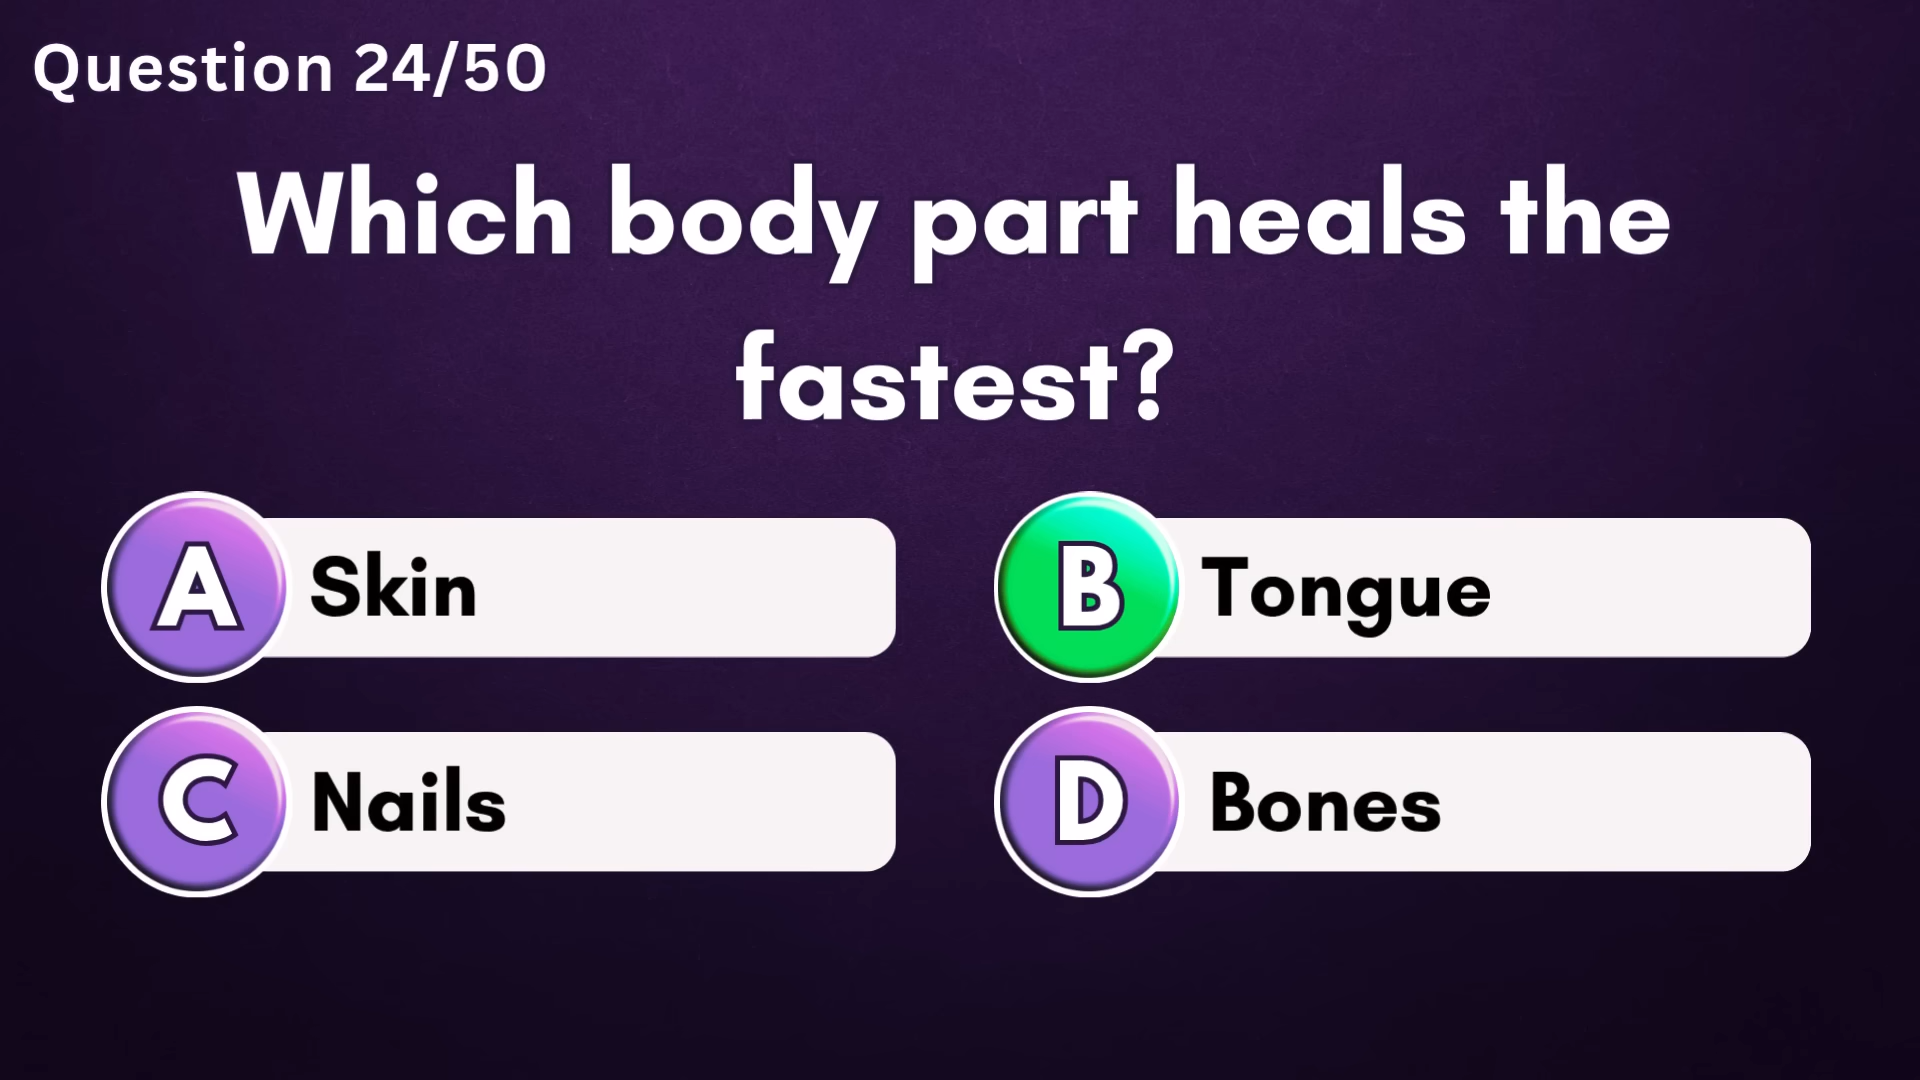 Question 24/50
Which body part heals the
fastest?
A Skin
B Tongue
C Nails
D Bones